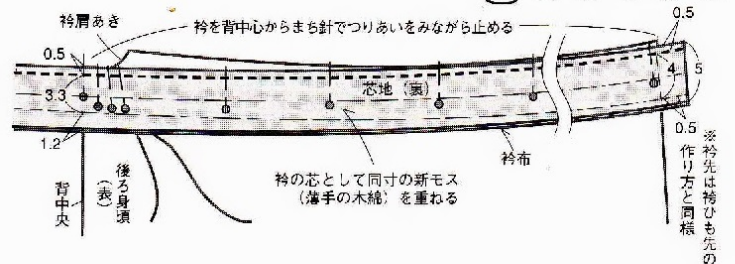 衿肩あき
衿を背中心からまち針でつりあいをみながら止める
0.5
0.5
3.3
芯地（裏）
4
5
1.2
0.5
衿布
衿の芯として同寸の新モス
（薄手の木綿）を重ねる
後ろ身頃
（表）
背中央
※衿先は袴ひも先の
作り方と同様